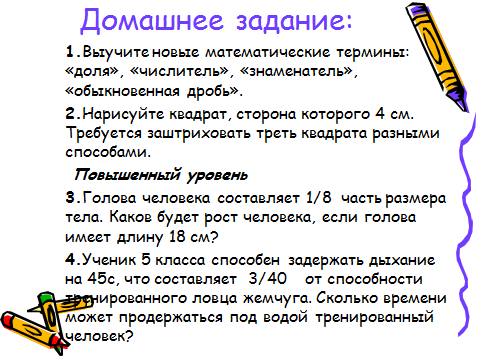 Домашнее задание:
1.Выучите новые математические термины:
«доля», «числитель», «знаменатель»,
«обыкновенная дробь».
2.Нарисуйте квадрат, сторона которого 4 см.
Требуется заштриховать треть квадрата разными
способами.
Повышенный уровень
3.Голова человека составляет 1/8 часть размера
тела. Каков будет рост человека, если голова
имеет длину 18 см?
4.Ученик 5 класса способен задержать дыхание
на 45с, что составляет 3/40 от способности
тренированного ловца жемчуга. Сколько времени
может продержаться под водой тренированный
человек?